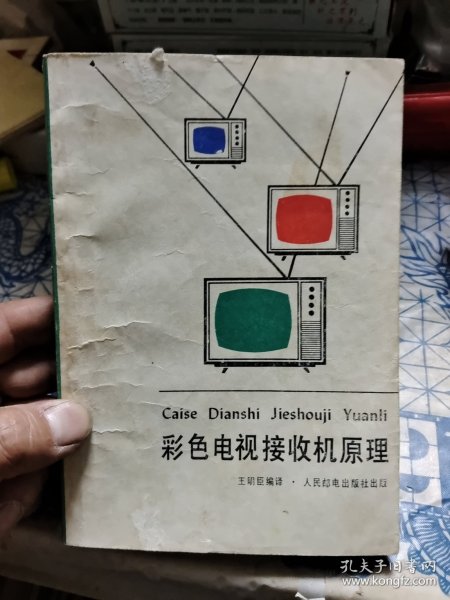 Caise Dianshi Jieshouji Yuanli
彩色电视接收机原理
王明臣编译 · 人民邮电出版社出版
孔夫子旧书网
www.kongfz.com